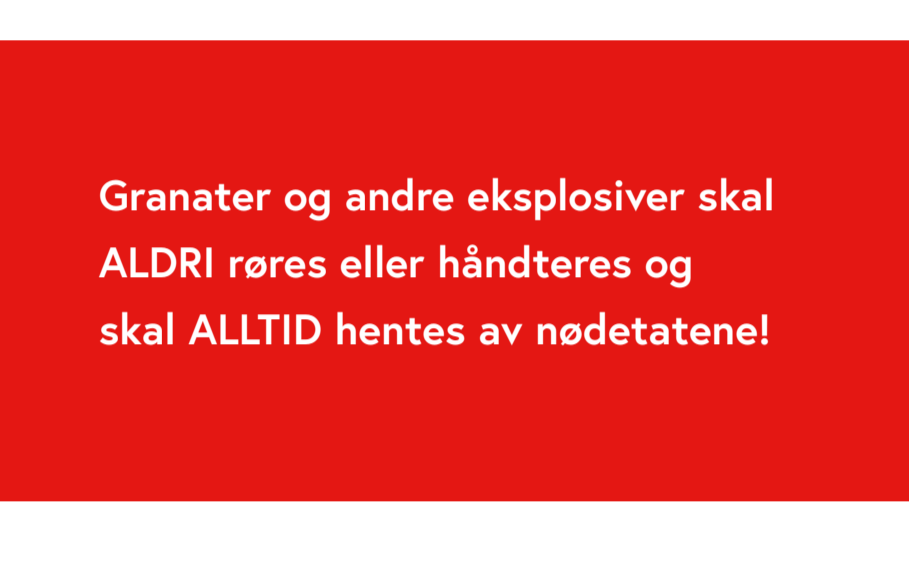 Granater og andre eksplosiver skal
ALDRI røres eller håndteres og
skal ALLTID hentes av nødetatene!